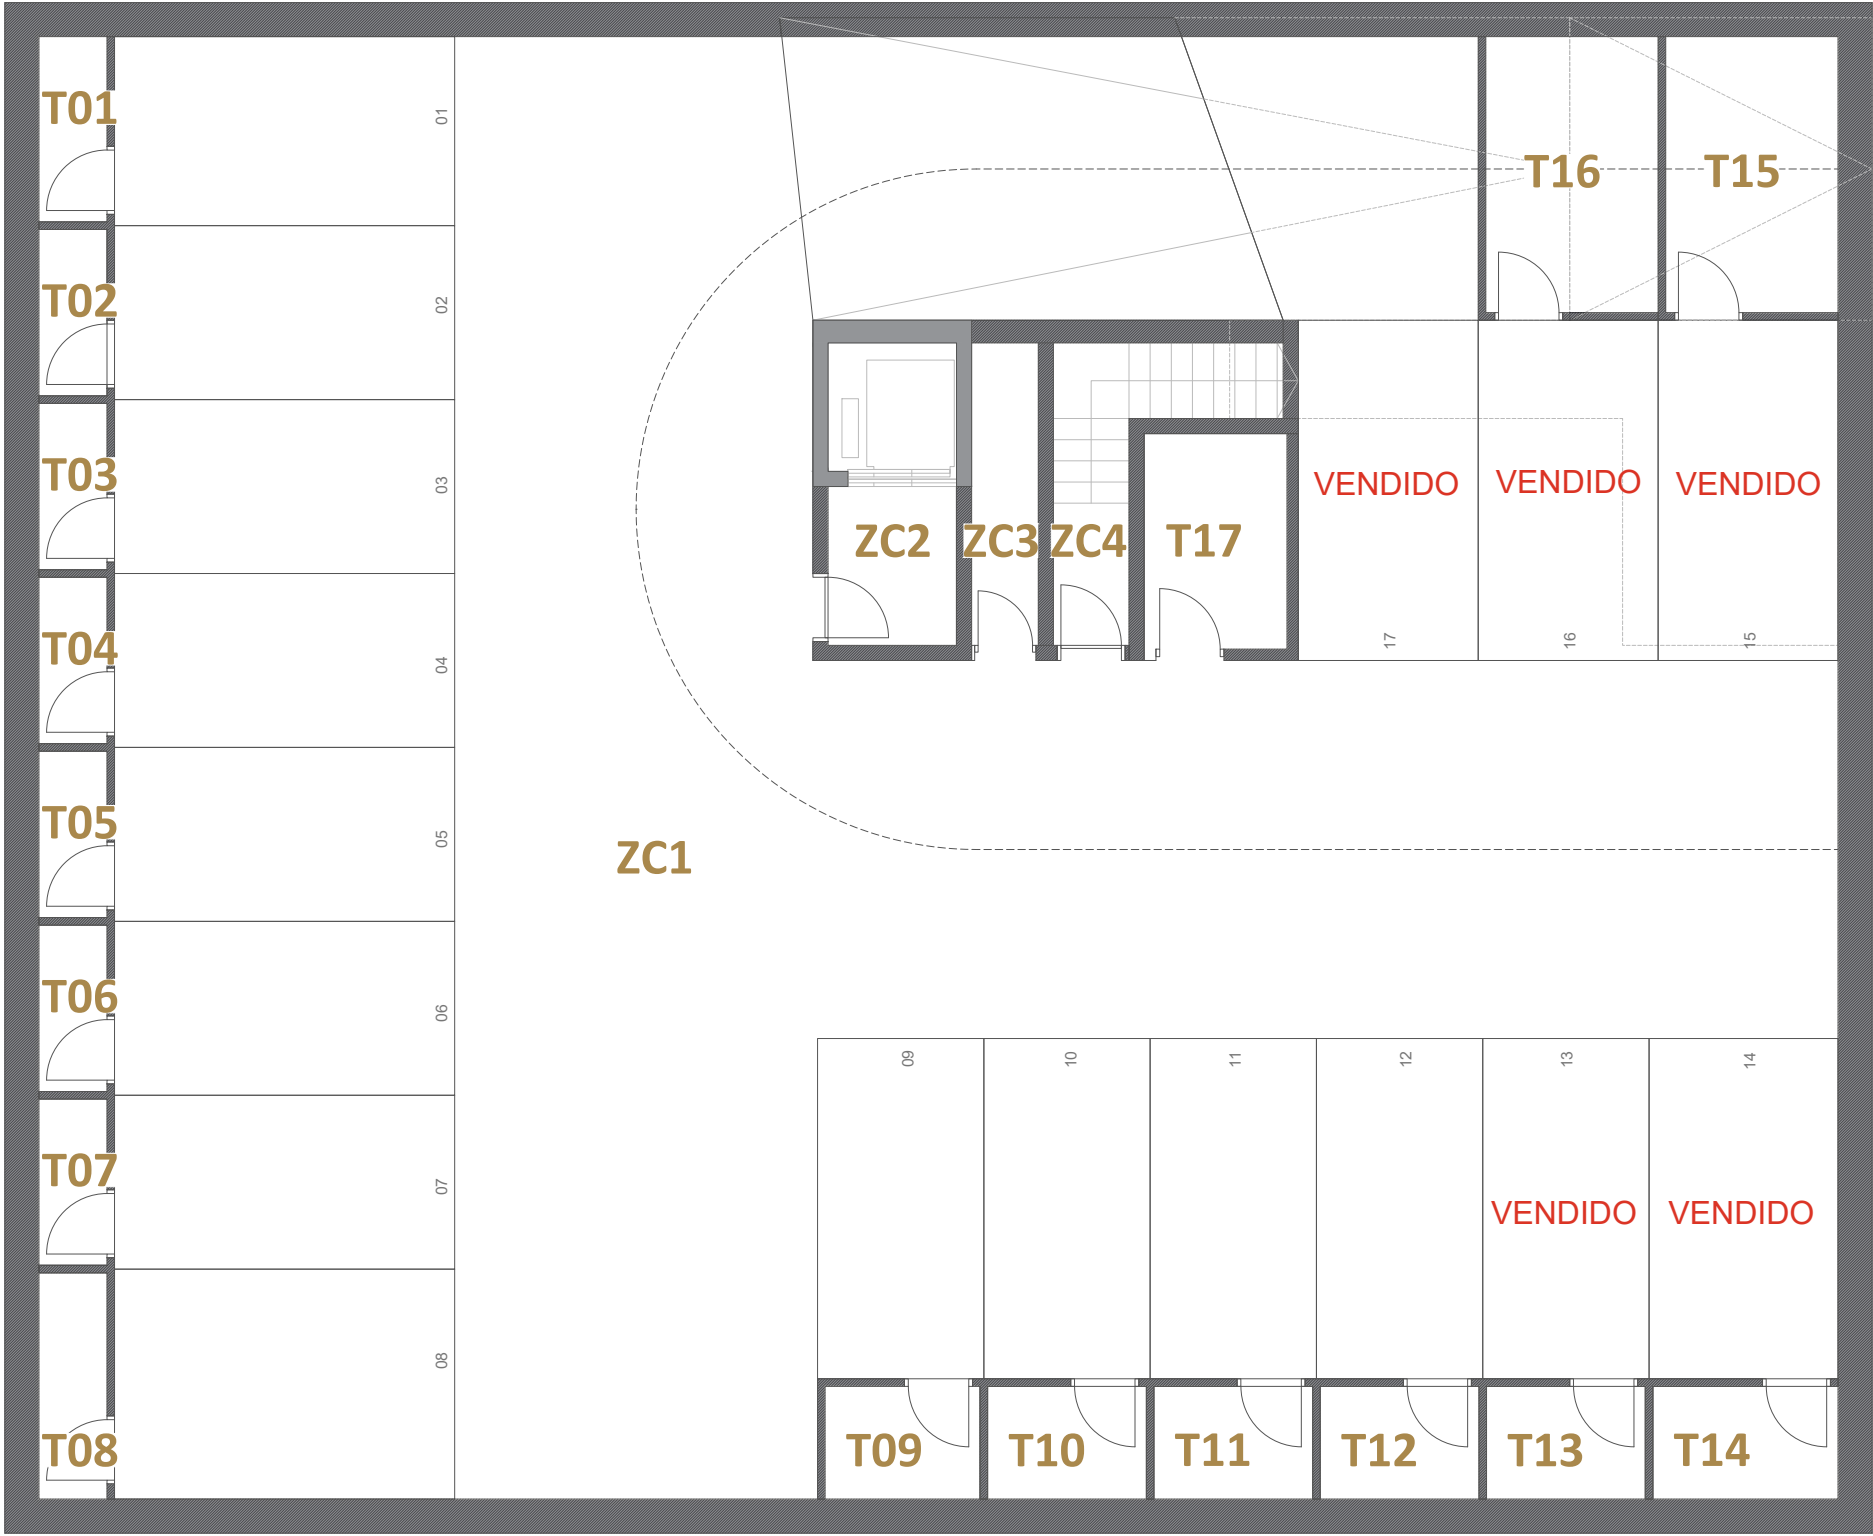 T01
01
T02
02
T03
03
T04
04
T05
05
T06
06
T07
07
T08
08
T16
T15
ZC2
ZC3
ZC4
T17
VENDIDO
VENDIDO
VENDIDO
17
16
15
ZC1
09
10
11
12
13
14
VENDIDO
VENDIDO
T09
T10
T11
T12
T13
T14